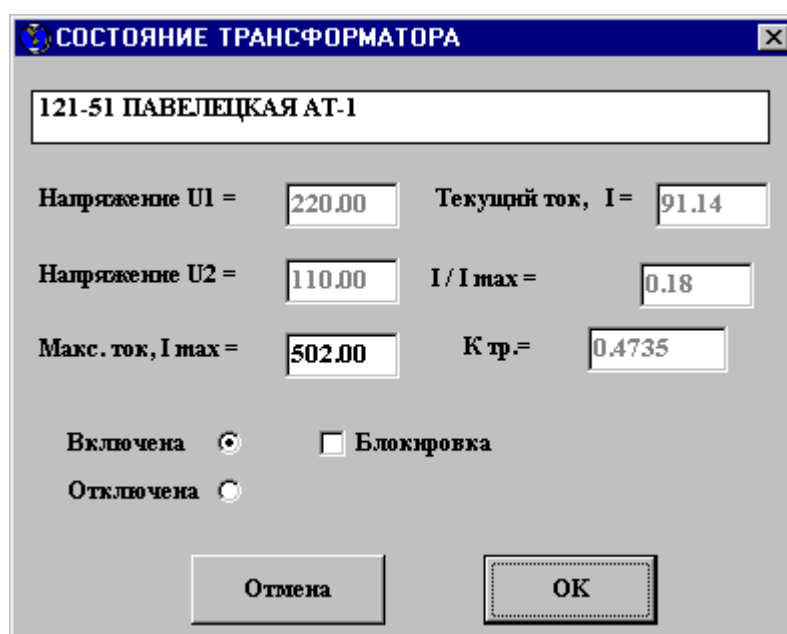 СОСТОЯНИЕ ТРАНСФОРМАТОРА
121-51 ПАВЕЛЕЦКАЯ АТ-1
Напряжение U1 = 220.00 Текущий ток, I = 91.14
Напряжение U2 = 110.00 I / I max = 0.18
Макс. ток, I max = 502.00 К тр.= 0.4735
Включена Блокировка
Отключена
Отмена ОК